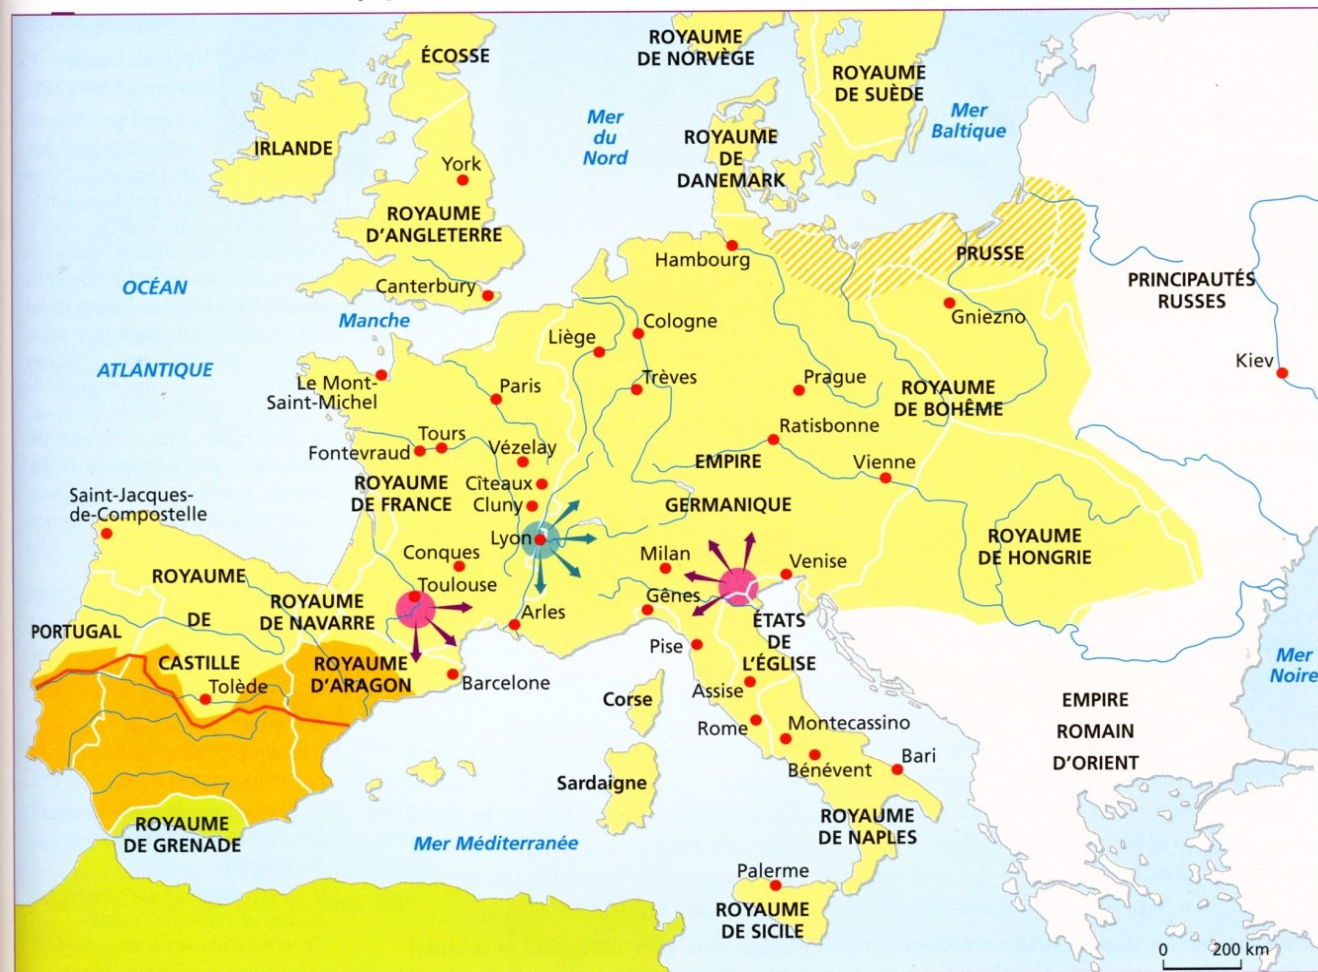 ÉCOSSE
ROYAUME
DE NORVÈGE
ROYAUME
DE SUÈDE
Mer
Baltique
Mer
du
Nord
ROYAUME
DE
DANEMARK
IRLANDE
York
ROYAUME
D'ANGLETERRE
Canterbury
Hambourg
PRUSSE
PRINCIPAUTÉS
RUSSES
Gniezno
Kiev
OCÉAN
ATLANTIQUE
Manche
Liège
Cologne
Trèves
Prague
ROYAUME
DE BOHÊME
Le Mont-
Saint-Michel
Paris
Ratisbonne
Fontevraud
Tours
Vézelay
EMPIRE
GERMANIQUE
Vienne
ROYAUME
DE FRANCE
Cîteaux
Cluny
Lyon
ROYAUME
DE HONGRIE
Saint-Jacques-
de-Compostelle
Conques
Toulouse
Milan
Venise
Gênes
Arles
ROYAUME
DE
CASTILLE
ROYAUME
DE NAVARRE
PORTUGAL
ROYAUME
D'ARAGON
Tolède
Barcelone
Pise
ÉTATS
DE
L'ÉGLISE
Mer
Noire
Corse
Assise
Rome
Montecassino
Bénévent
Bari
EMPIRE
ROMAIN
D'ORIENT
Sardaigne
ROYAUME
DE GRENADE
Mer Méditerranée
ROYAUME
DE NAPLES
Palerme
ROYAUME
DE SICILE
0 200 km